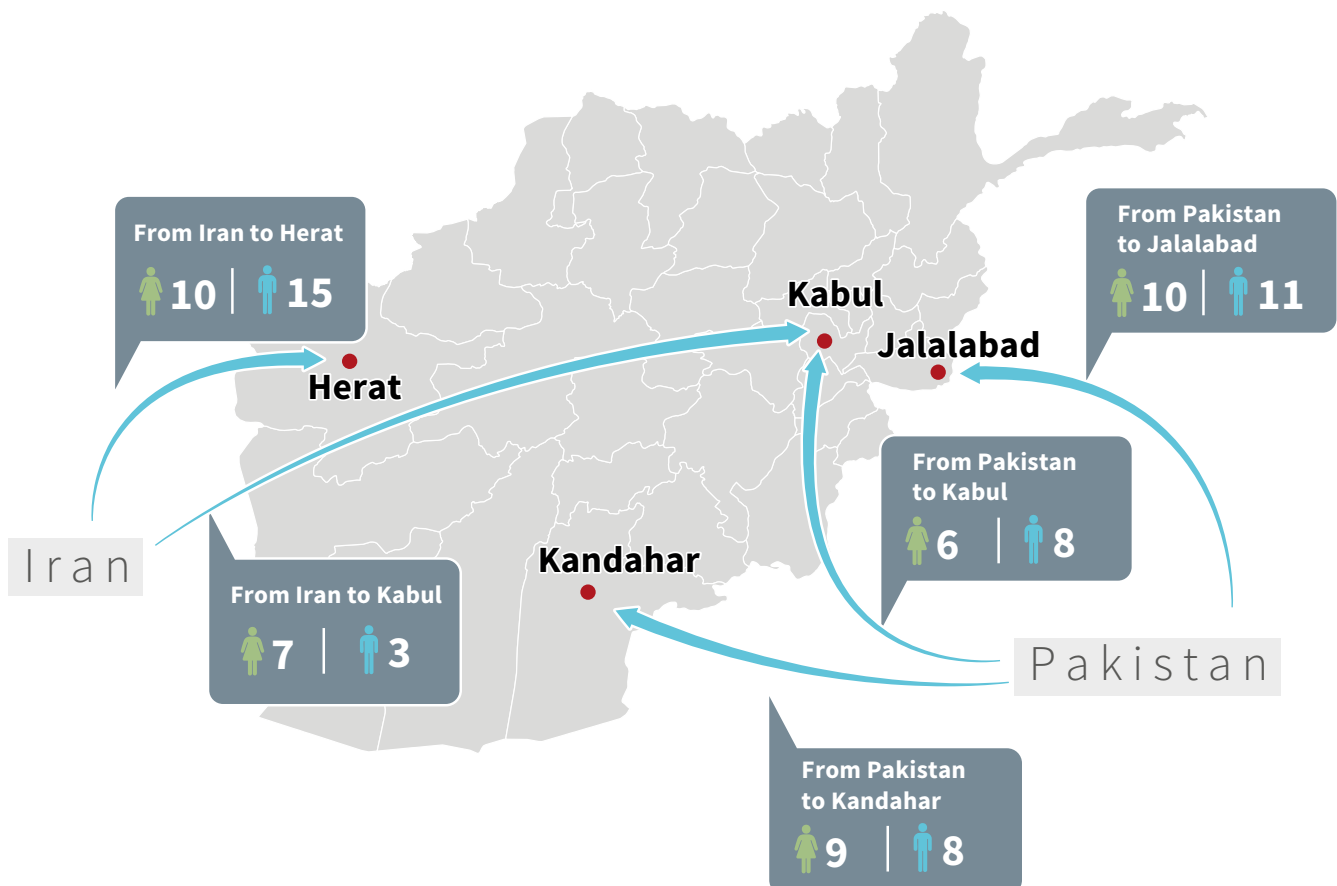 From Iran to Herat
10 15
From Pakistan
to Jalalabad
10 11
Kabul
Jalalabad
Herat
From Pakistan
to Kabul
6 8
Iran
Kandahar
From Iran to Kabul
7 3
Pakistan
From Pakistan
to Kandahar
9 8